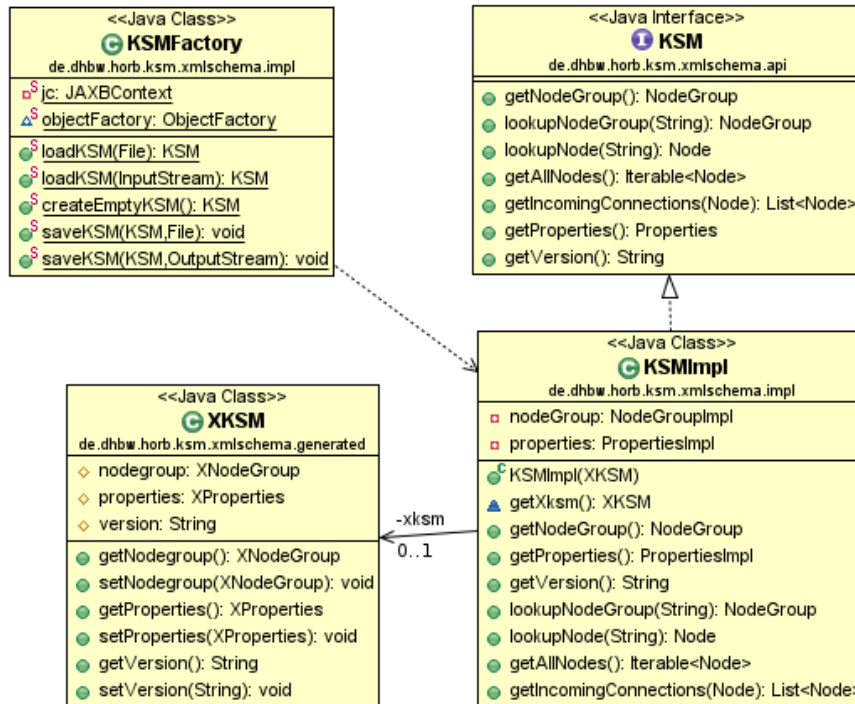 <<Java Class>>
KSMFactory
de.dhbw.horb.ksm.xmlschema.impl
jc: JAXBContext
objectFactory: ObjectFactory
loadKSM(File): KSM
loadKSM(InputStream): KSM
createEmptyKSM(): KSM
saveKSM(KSM,File): void
saveKSM(KSM,OutputStream): void
<<Java Interface>>
KSM
de.dhbw.horb.ksm.xmlschema.api
getNodeGroup(): NodeGroup
lookupNodeGroup(String): NodeGroup
lookupNode(String): Node
getAllNodes(): Iterable<Node>
getIncomingConnections(Node): List<Node>
getProperties(): Properties
getVersion(): String
<<Java Class>>
XKSM
de.dhbw.horb.ksm.xmlschema.generated
nodegroup: XNodeGroup
properties: XProperties
version: String
getNodegroup(): XNodeGroup
setNodegroup(XNodeGroup): void
getProperties(): XProperties
setProperties(XProperties): void
getVersion(): String
setVersion(String): void
-xksm
0..1
<<Java Class>>
KSMImpl
de.dhbw.horb.ksm.xmlschema.impl
nodeGroup: NodeGroupImpl
properties: PropertiesImpl
KSMImpl(XKSM)
getXksm(): XKSM
getNodeGroup(): NodeGroup
getProperties(): PropertiesImpl
getVersion(): String
lookupNodeGroup(String): NodeGroup
lookupNode(String): Node
getAllNodes(): Iterable<Node>
getIncomingConnections(Node): List<Node>